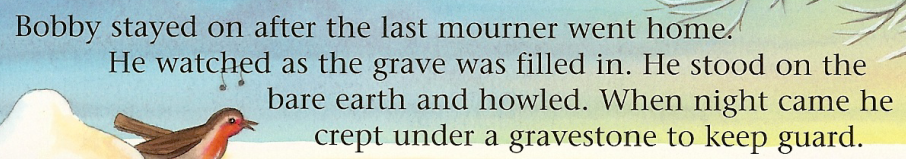 Bobby stayed on after the last mourner went home.
He watched as the grave was filled in. He stood on the
bare earth and howled. When night came he
crept under a gravestone to keep guard.